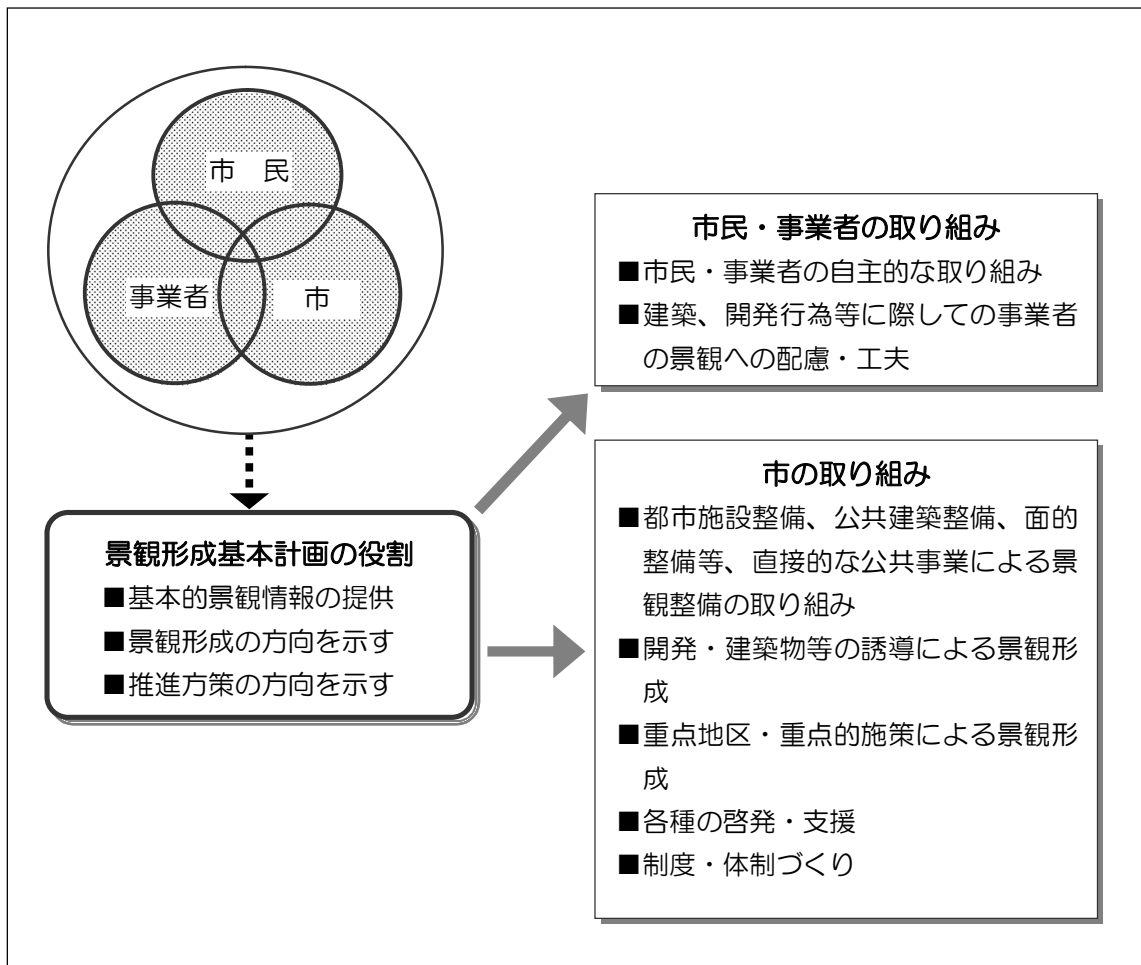 市 民
事業者
市
景観形成基本計画の役割
■基本的景観情報の提供
■景観形成の方向を示す
■推進方策の方向を示す
市民・事業者の取り組み
■市民・事業者の自主的な取り組み
■建築、開発行為等に際しての事業者
の景観への配慮・工夫
市の取り組み
■都市施設整備、公共建築整備、面的
整備等、直接的な公共事業による景
観整備の取り組み
■開発・建築物等の誘導による景観形
成
■重点地区・重点的施策による景観形
成
■各種の啓発・支援
■制度・体制づくり